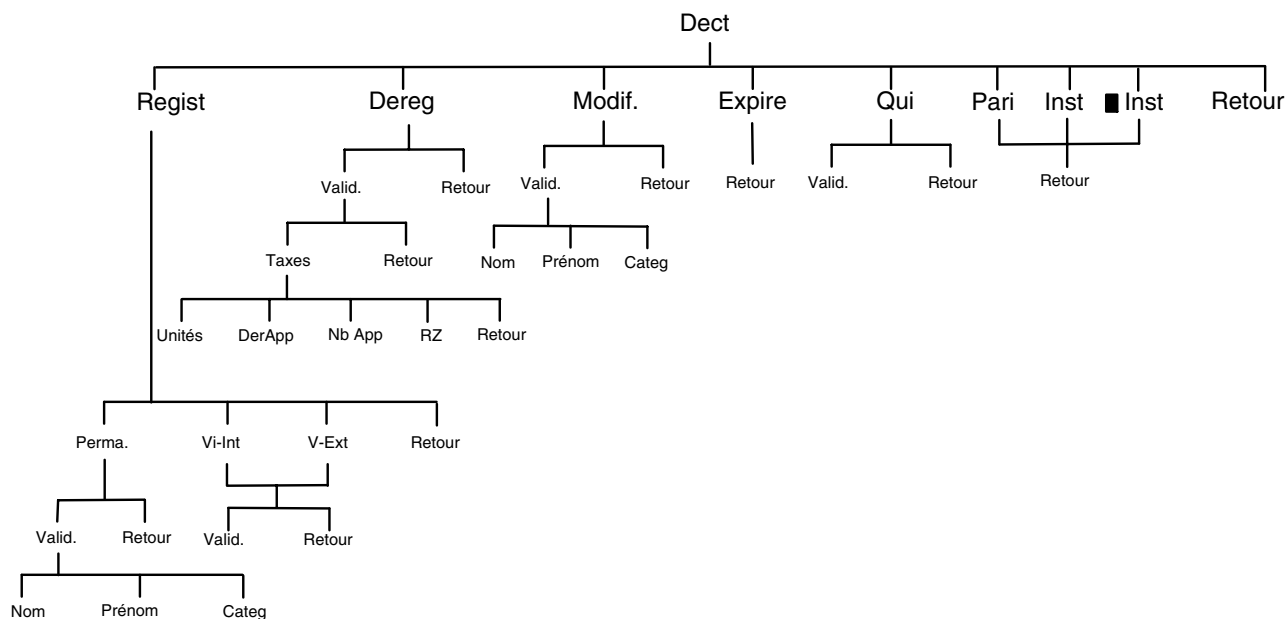 Dect
Regist Dereg Modif. Expire Qui Pari Inst ■ Inst Retour
Valid. Retour Valid. Retour Retour Valid. Retour Retour
Taxes Retour Nom Prénom Categ
Unités DerApp Nb App RZ Retour
Perma. Vi-Int V-Ext Retour
Valid. Retour Valid. Retour
Nom Prénom Categ